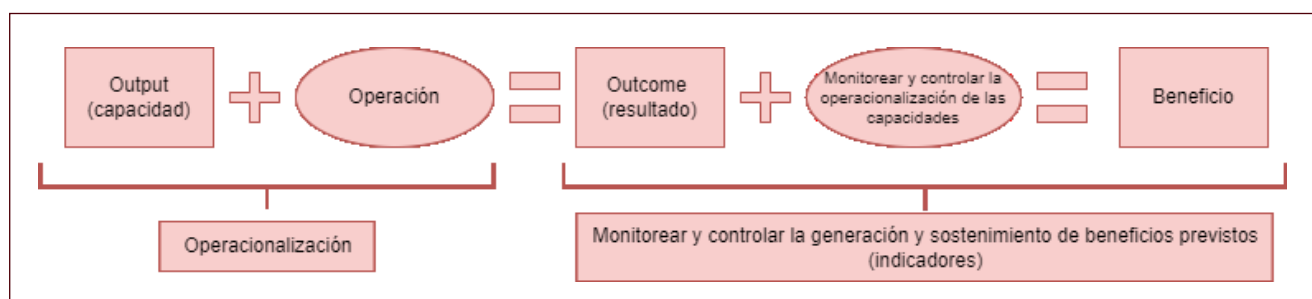 Output
(capacidad)
Operación
Outcome
(resultado)
Monitorear y controlar la
operacionalización de las
capacidades
Beneficio
Operacionalización
Monitorear y controlar la generación y sostenimiento de beneficios previstos
(indicadores)